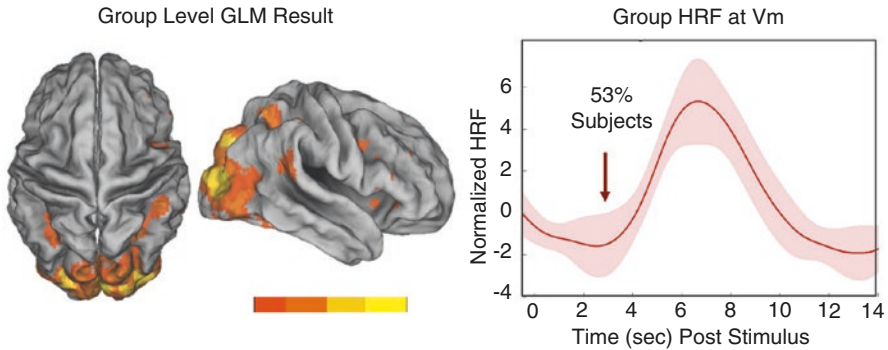 Group Level GLM Result
Group HRF at Vm
53%
Subjects
Normalized HRF
6
4
2
0
-2
-4
0 2 4 6 8 10 12 14
Time (sec) Post Stimulus